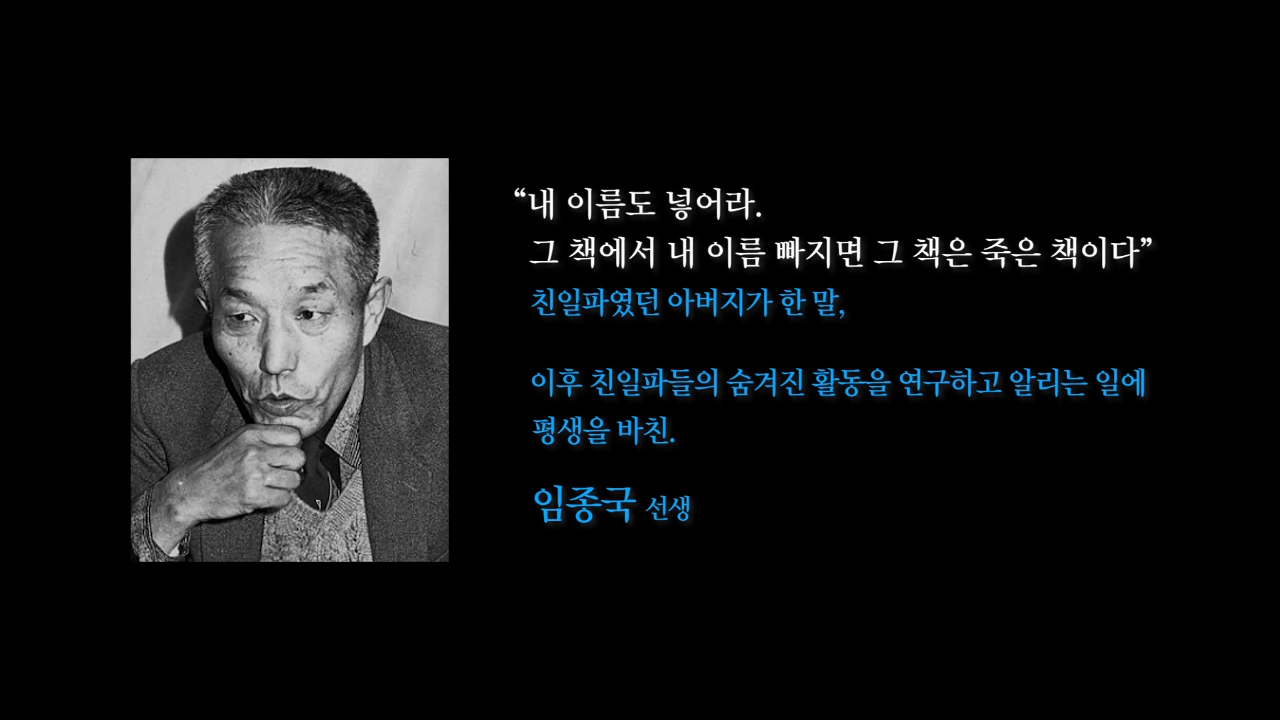 “내 이름도 넣어라.
그 책에서 내 이름 빠지면 그 책은 죽은 책이다”
친일파였던 아버지가 한 말,
이후 친일파들의 숨겨진 활동을 연구하고 알리는 일에
평생을 바친.
임종국 선생